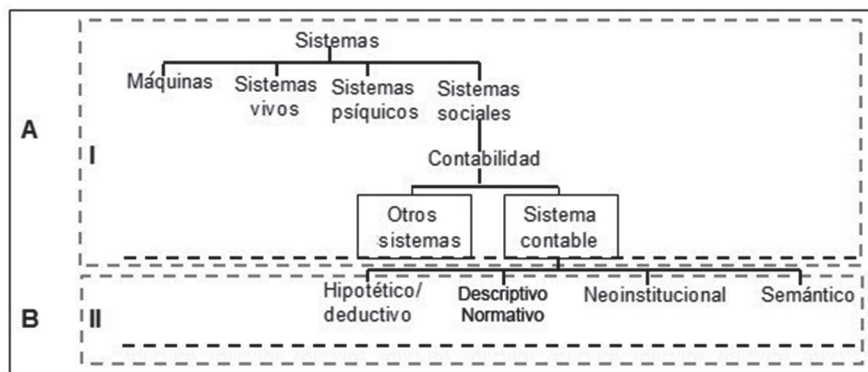 Sistemas
Máquinas Sistemas vivos Sistemas psíquicos Sistemas sociales
A
I
Contabilidad
Otros sistemas
Sistema contable
Hipotético/ deductivo
Descriptivo Normativo
Neoinstitucional
Semántico
B
II